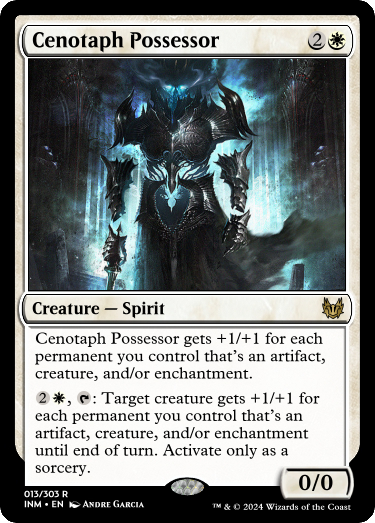 Cenotaph Possessor 2
Creature — Spirit
Cenotaph Possessor gets +1/+1 for each
permanent you control that's an artifact,
creature, and/or enchantment.
2 , : Target creature gets +1/+1 for
each permanent you control that's an
artifact, creature, and/or enchantment
until end of turn. Activate only as a
sorcery.
0/0
013/303 R
INM • EN Andre Garcia
™ & © 2024 Wizards of the Coast